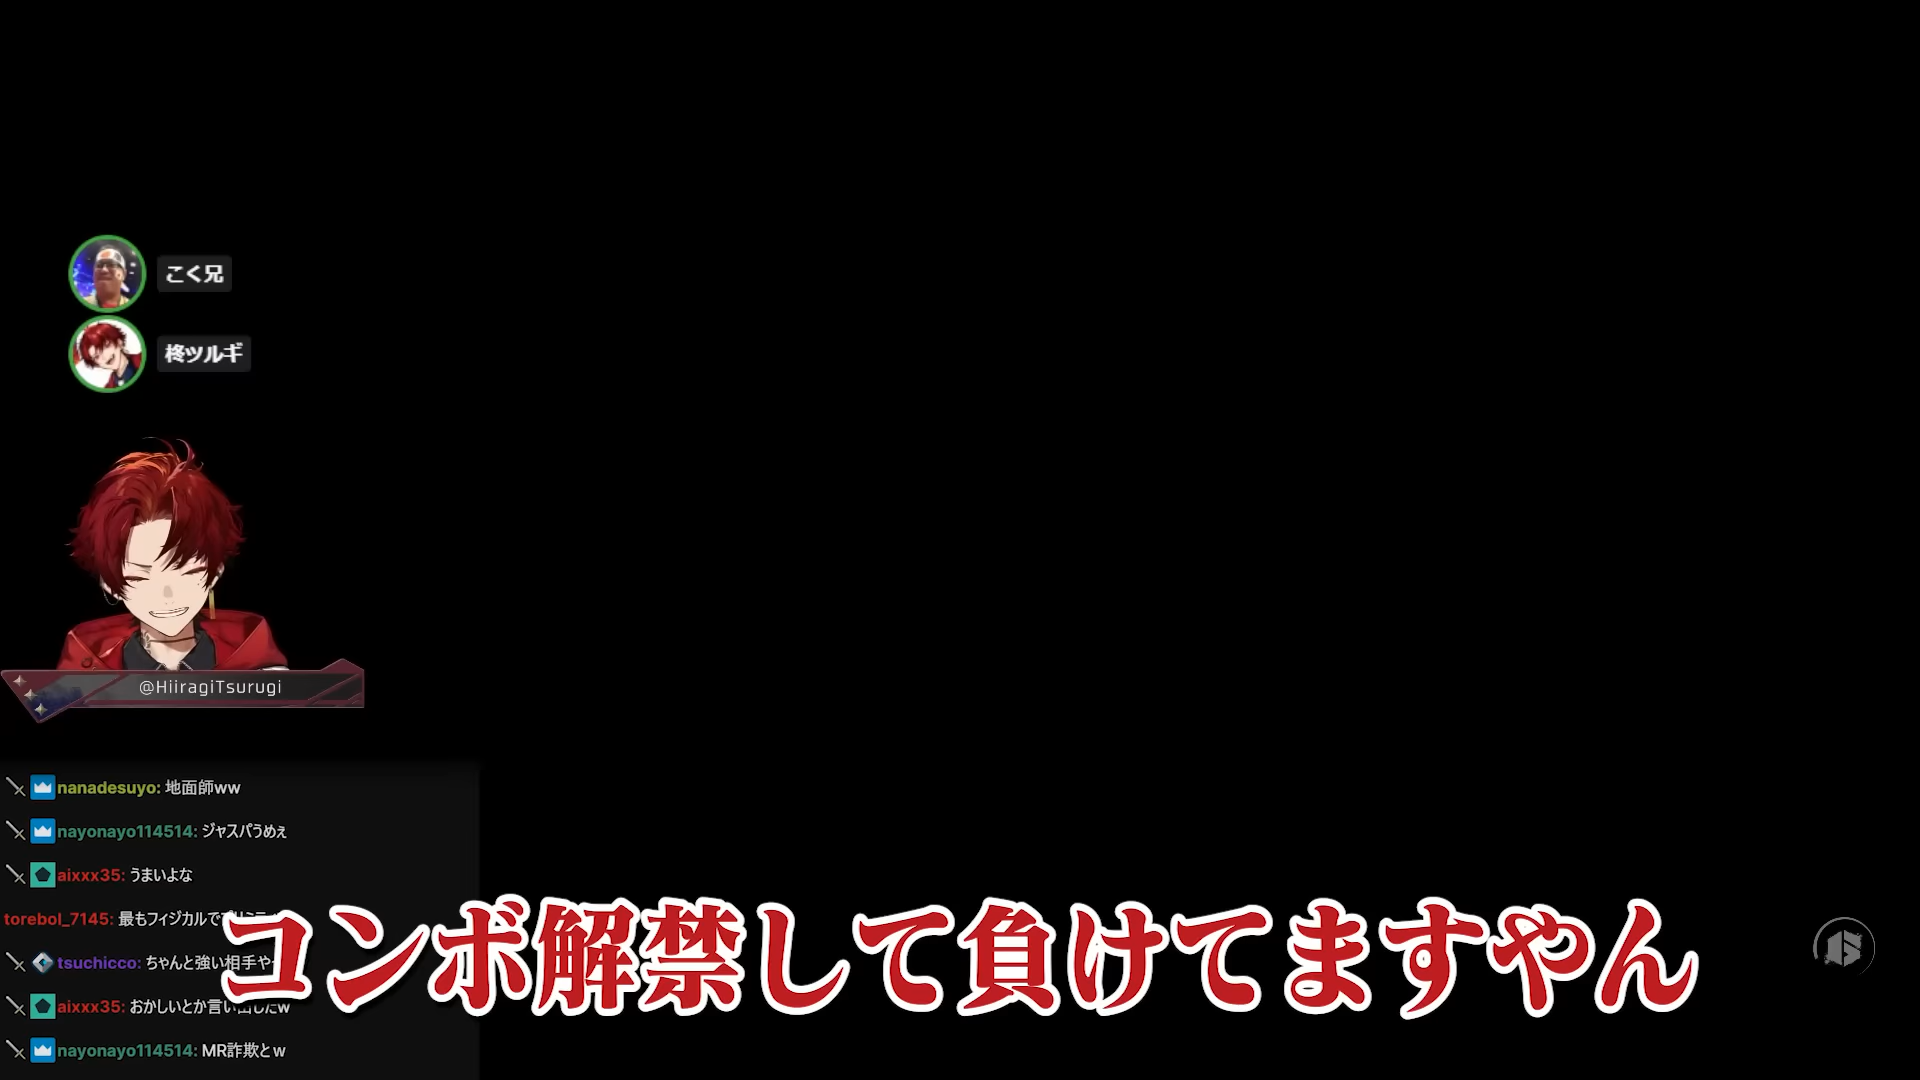 こく兄
柊ツルギ
@HiiragiTsurugi
nanadesuyo: 地面師ww
nayonayo114514: ジャスパうめぇ
aixxx35: うまいよな
torebol_7145: 最もフィジカルで
tsuchicco: ちゃんと強い相手や
aixxx35: おかしいとか言い出したw
nayonayo114514: MR詐欺とw
コンボ解禁して負けてますやん